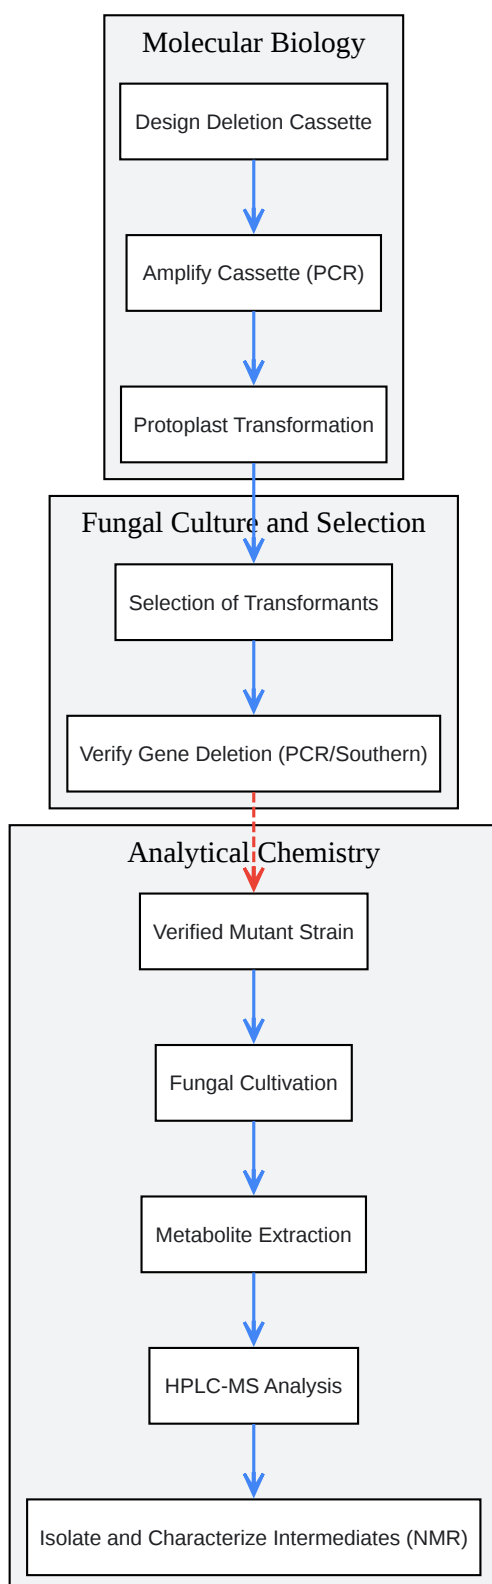 Molecular Biology
Design Deletion Cassette
Amplify Cassette (PCR)
Protoplast Transformation
Fungal Culture and Selection
Selection of Transformants
Verify Gene Deletion (PCR/Southern)
Analytical Chemistry
Verified Mutant Strain
Fungal Cultivation
Metabolite Extraction
HPLC-MS Analysis
Isolate and Characterize Intermediates (NMR)